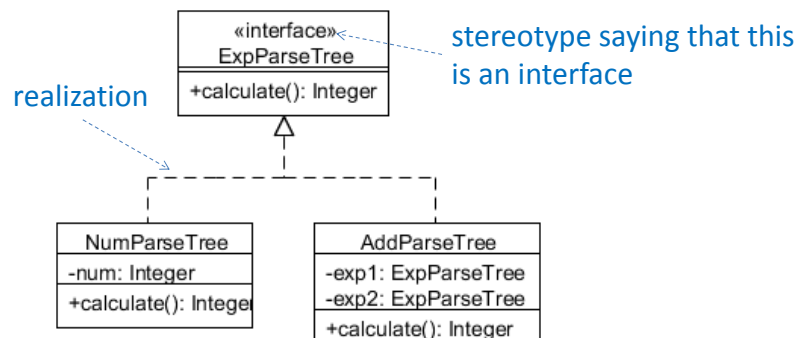 «interface»
ExpParseTree
+calculate(): Integer
stereotype saying that this
is an interface
realization
NumParseTree
-num: Integer
+calculate(): Intege
AddParseTree
-exp1: ExpParseTree
-exp2: ExpParseTree
+calculate(): Integer